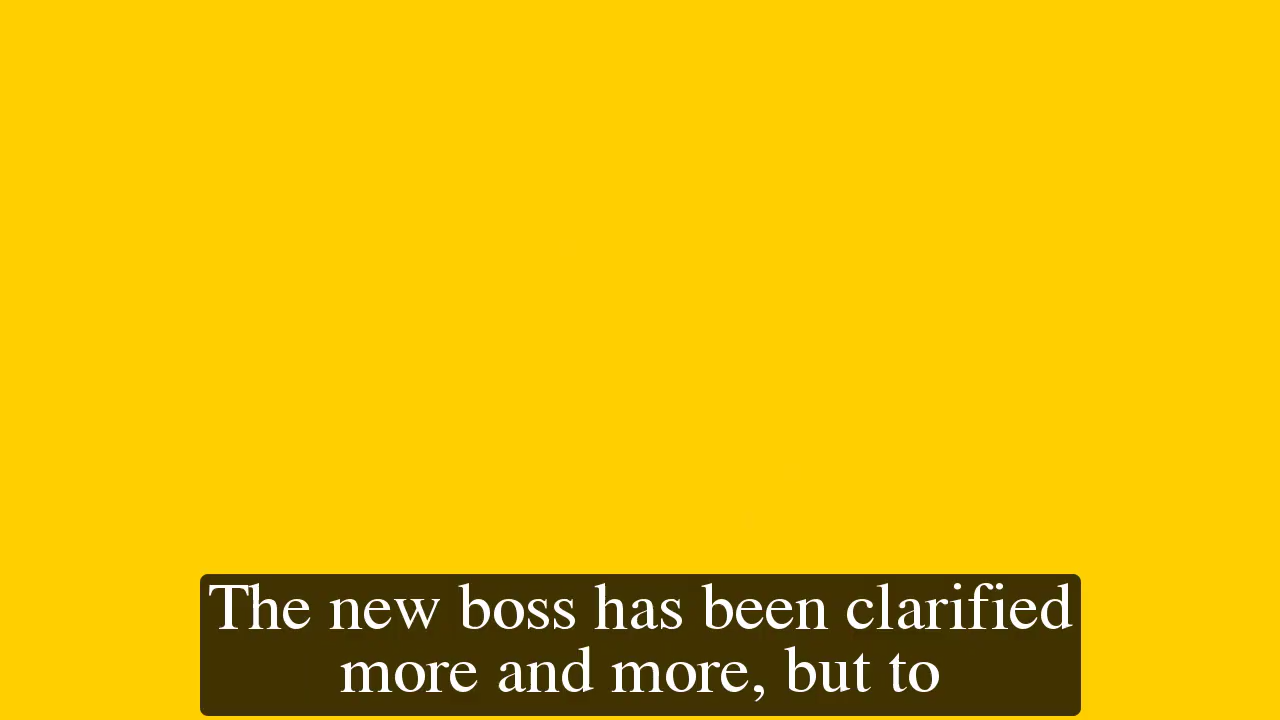 The new boss has been clarified
more and more, but to